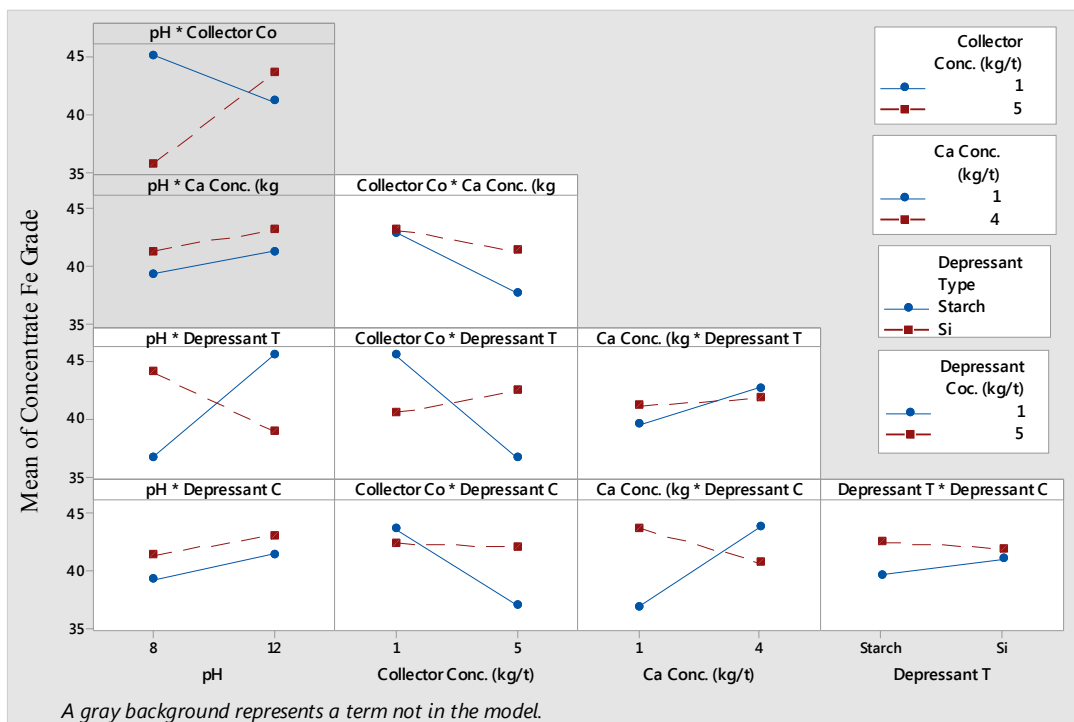 pH * Collector Co
45
40
35
Collector
Conc. (kg/t)
1
5
pH * Ca Conc. (kg
Collector Co * Ca Conc. (kg
45
40
35
Ca Conc.
(kg/t)
1
4
pH * Depressant T
Collector Co * Depressant T
Ca Conc. (kg * Depressant T
45
40
35
Depressant
Type
Starch
Si
pH * Depressant C
Collector Co * Depressant C
Ca Conc. (kg * Depressant C
Depressant T * Depressant C
45
40
35
Depressant
Coc. (kg/t)
1
5
Mean of Concentrate Fe Grade
8 12
1 5
1 4
Starch Si
pH
Collector Conc. (kg/t)
Ca Conc. (kg/t)
Depressant T
A gray background represents a term not in the model.